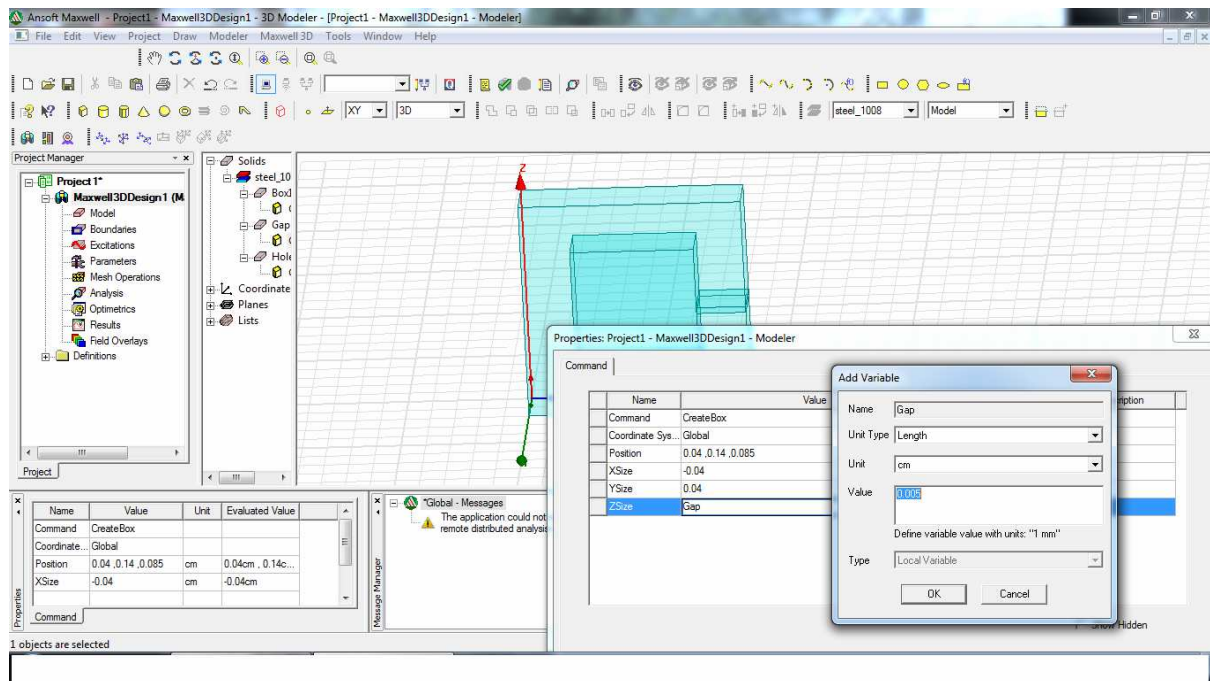 Ansoft Maxwell - Project1 - Maxwell3DDesign1 - 3D Modeler - [Project1 - Maxwell3DDesign1 - Modeler]
File Edit View Project Draw Modeler Maxwell 3D Tools Window Help
XY 3D steel_1008 Model
Project Manager
Project1*
Maxwell3DDesign1 (M
Model
Boundaries
Excitations
Parameters
Mesh Operations
Analysis
Optimetrics
Results
Field Overlays
Definitions
Project
Solids
steel_10
Box1
Gap
Hole
Coordinate
Planes
Lists
Z
Properties: Project1 - Maxwell3DDesign1 - Modeler
Command
Name Value
Command CreateBox
Coordinate Sys... Global
Position 0.04 ,0.14 ,0.085
XSize -0.04
YSize 0.04
ZSize Gap
Show Hidden
Add Variable
Name Gap
Unit Type Length
Unit cm
Value 0.005
Define variable value with units: "1 mm"
Type Local Variable
OK Cancel
Name Value Unit Evaluated Value
Command CreateBox
Coordinate... Global
Position 0.04 ,0.14 ,0.085 cm 0.04cm , 0.14c...
XSize -0.04 cm -0.04cm
Properties
Command
*Global - Messages
The application could not
remote distributed analysis
Message Manager
1 objects are selected